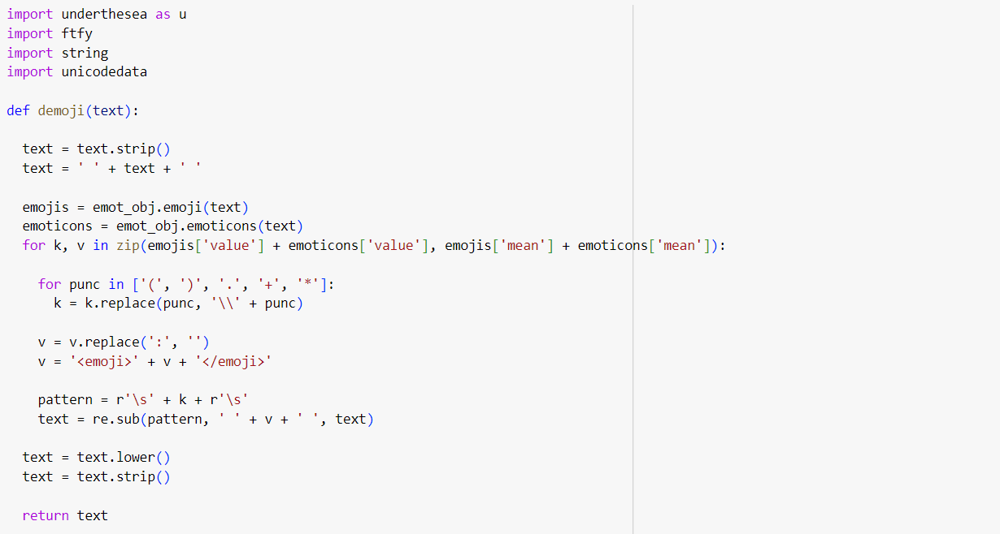 import underthesea as u
import ftfy
import string
import unicodedata
def demoji(text):
text = text.strip()
text = ' ' + text + ' '
emojis = emot_obj.emoji(text)
emoticons = emot_obj.emoticons(text)
for k, v in zip(emojis['value'] + emoticons['value'], emojis['mean'] + emoticons['mean']):
for punc in ['(', ')', '.', '+', '*']:
k = k.replace(punc, '\\' + punc)
v = v.replace(':', '')
v = '<emoji>' + v + '</emoji>'
pattern = r'\s' + k + r'\s'
text = re.sub(pattern, ' ' + v + ' ', text)
text = text.lower()
text = text.strip()
return text